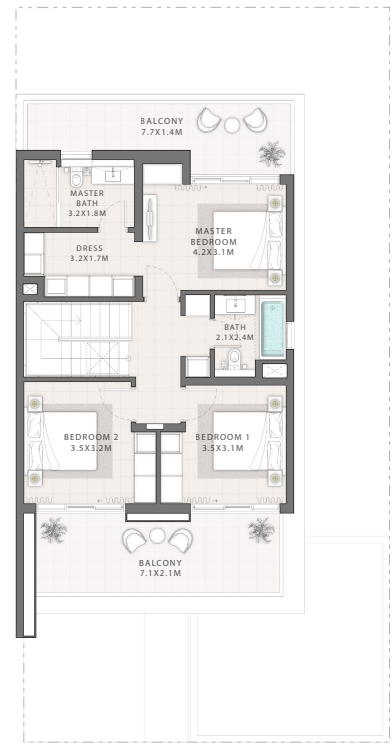 BALCONY
7.7X1.4M
MASTER
BATH
3.2X1.8M
MASTER
BEDROOM
4.2X3.1M
DRESS
3.2X1.7M
BATH
2.1X2.4M
BEDROOM 2
3.5X3.2M
BEDROOM 1
3.5X3.1M
BALCONY
7.1X2.1M